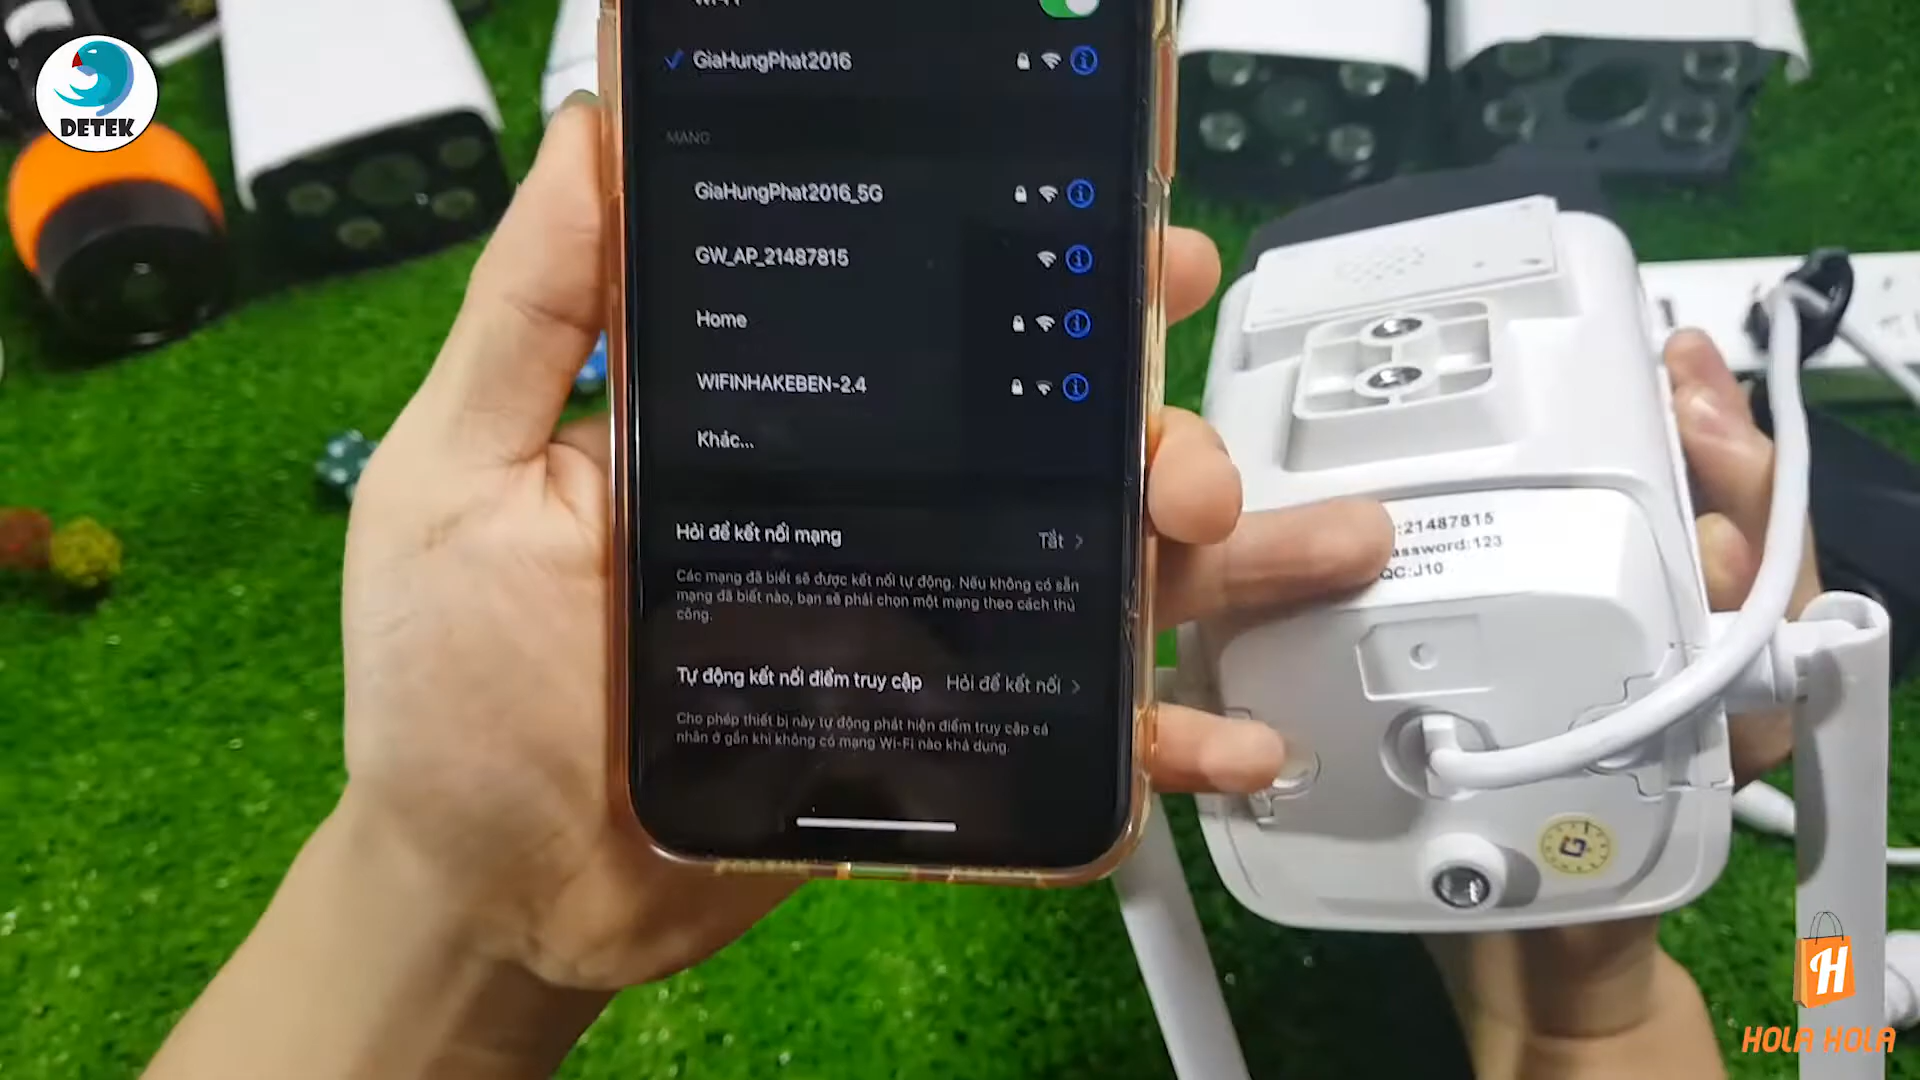 DETEK
Wi-Fi
GiaHungPhat2016
MẠNG
GiaHungPhat2016_5G
GW_AP_21487815
Home
WIFINHAKEBEN-2.4
Khác...
Hỏi để kết nối mạng
Tắt
Các mạng đã biết sẽ được kết nối tự động. Nếu không có sẵn
mạng đã biết nào, bạn sẽ phải chọn một mạng theo cách thủ
công.
Tự động kết nối điểm truy cập
Hỏi để kết nối
Cho phép thiết bị này tự động phát hiện điểm truy cập cá
nhân ở gần khi không có mạng Wi-Fi nào khả dụng.
:21487815
assword:123
QC:J10
G
H
HOLA HOLA